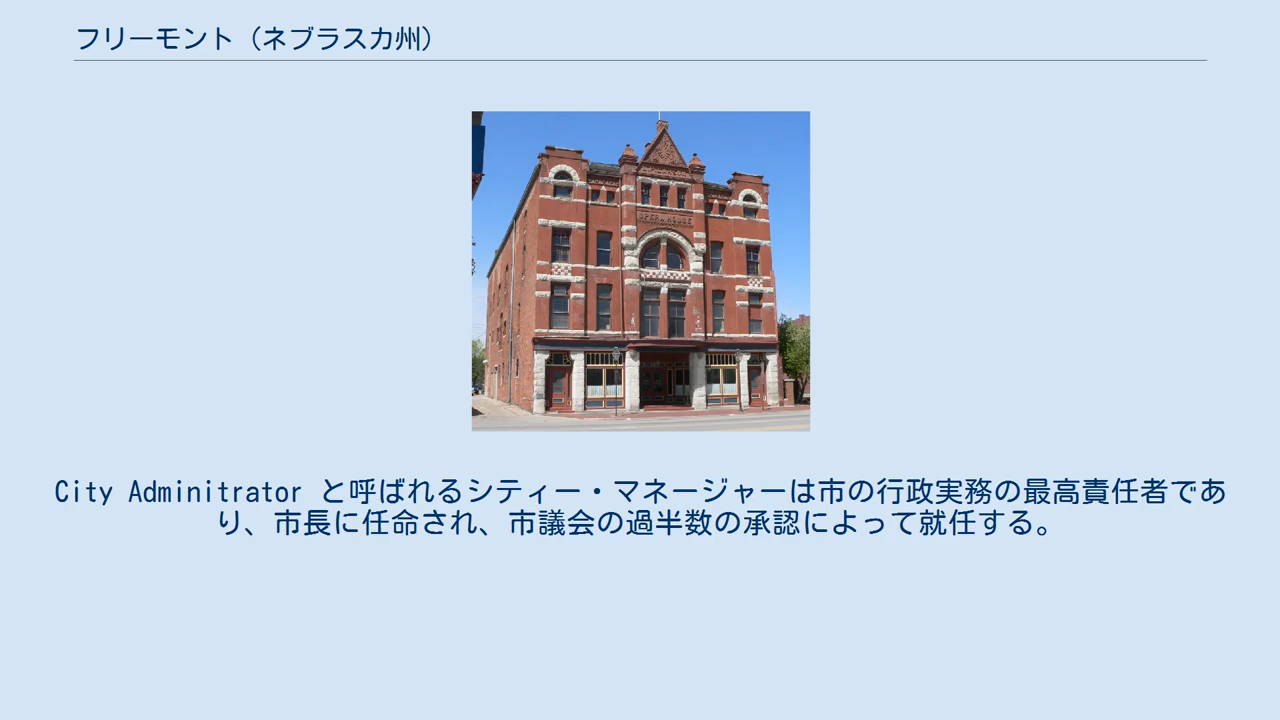 フリーモント（ネブラスカ州）
OPERA HOUSE
City Adminitrator と呼ばれるシティー・マネージャーは市の行政実務の最高責任者であ
り、市長に任命され、市議会の過半数の承認によって就任する。